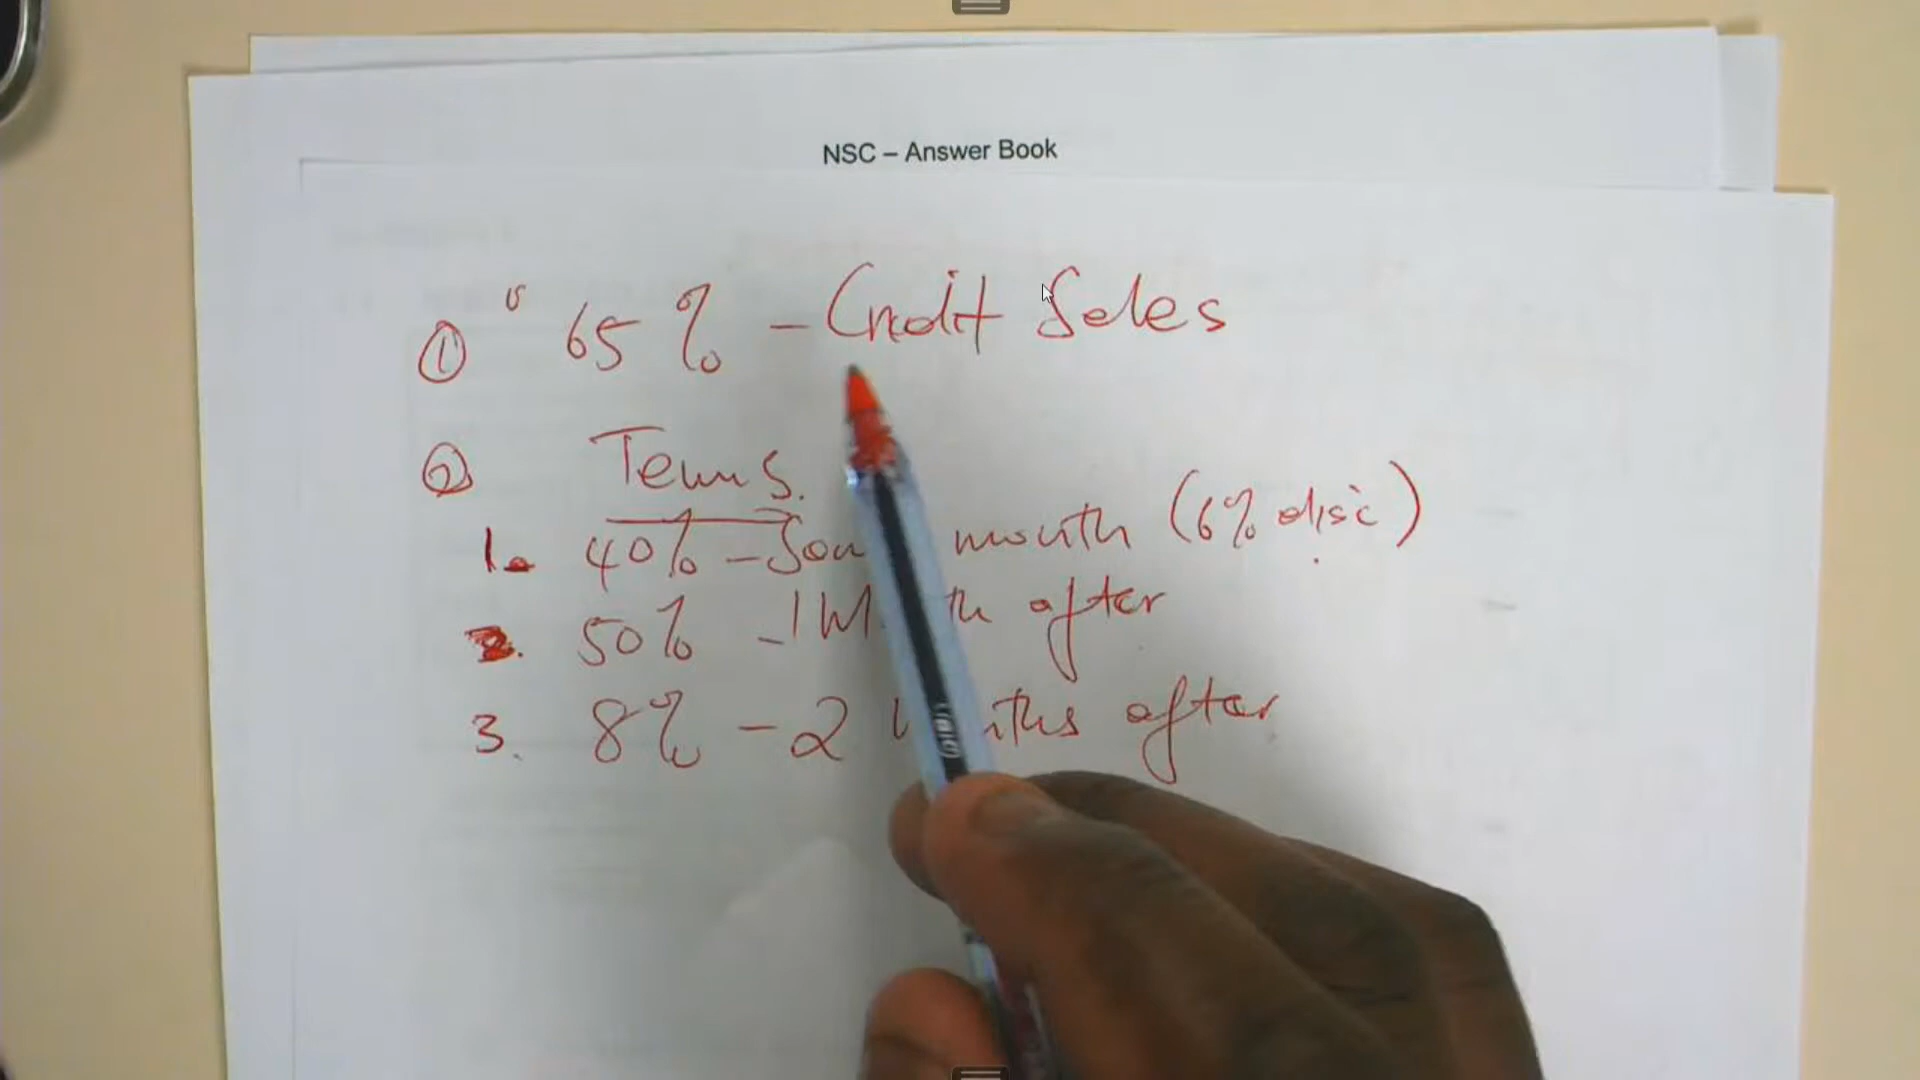 NSC – Answer Book
① 65% – Credit Sales
② Terms.
1. 40% – month (6% disc)
2. 50% – 1 after
3. 8% – 2 after